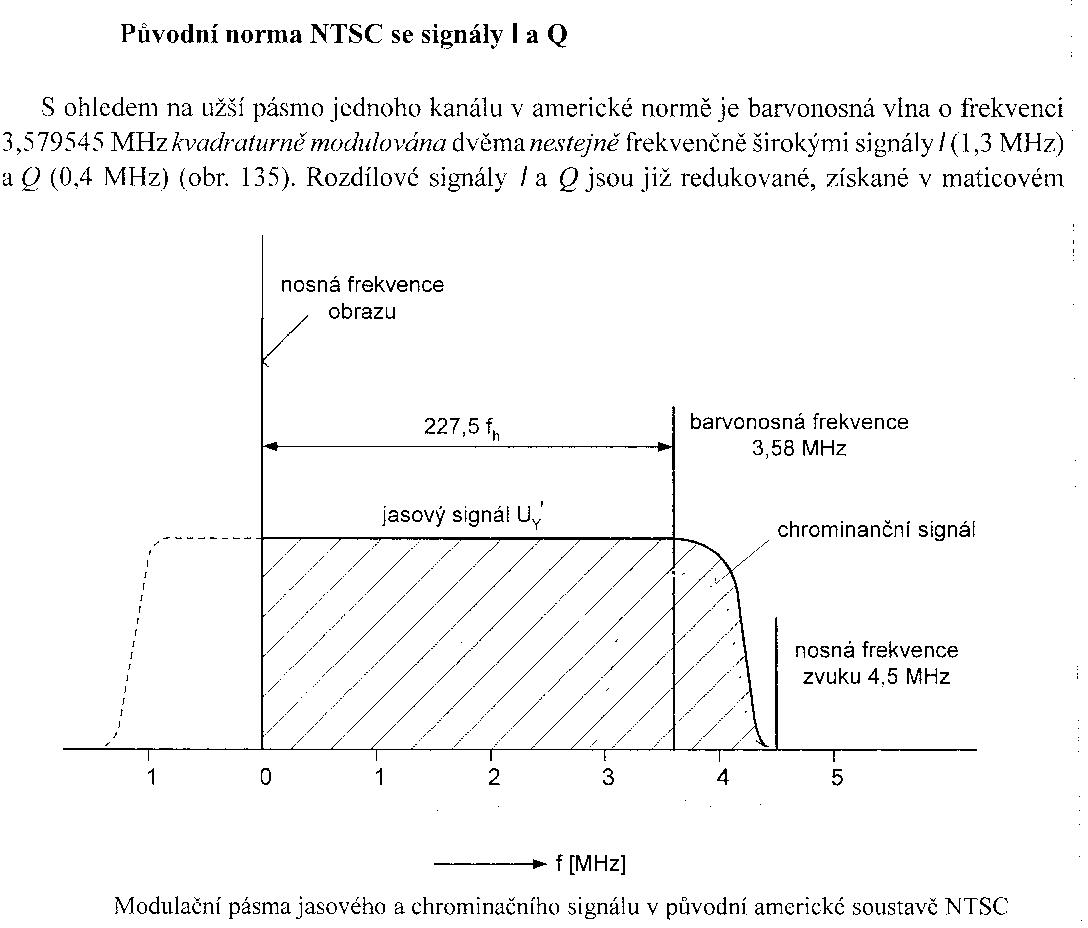 Původní norma NTSC se signály I a Q
S ohledem na užší pásmo jednoho kanálu v americké normě je barvonosná vlna o frekvenci
3,579545 MHz kvadraturně modulována dvěma nestejně frekvenčně širokými signály I (1,3 MHz)
a Q (0,4 MHz) (obr. 135). Rozdílové signály I a Q jsou již redukované, získané v maticovém
nosná frekvence
obrazu
227,5 fh
barvonosná frekvence
3,58 MHz
jasový signál UY'
chrominanční signál
nosná frekvence
zvuku 4,5 MHz
1 0 1 2 3 4 5
f [MHz]
Modulační pásma jasového a chrominačního signálu v původní americké soustavě NTSC